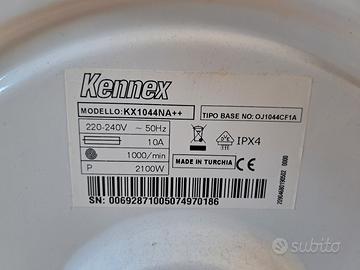 Kennex
MODELLO: KX1044NA++
TIPO BASE NO: OJ1044CF1A
220-240V ~ 50Hz
10A
IPX4
1000/min
MADE IN TURCHIA
P 2100W
SN: 00692871005074970186
subito